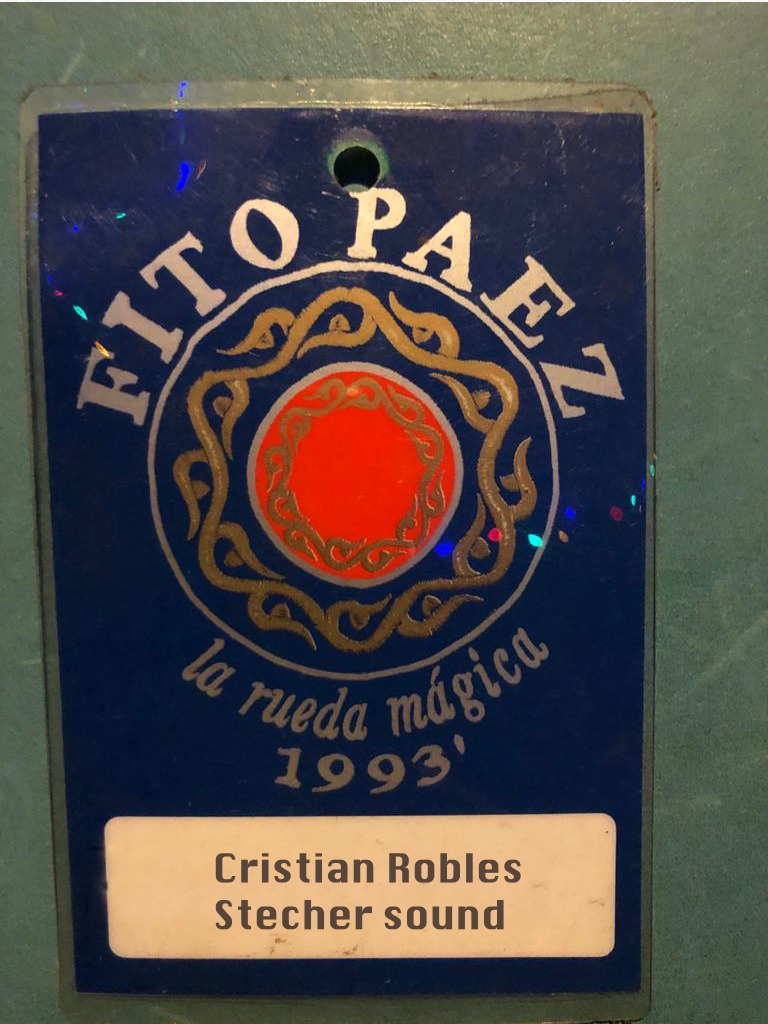 FITO PAEZ
la rueda mágica
1993'
Cristian Robles
Stecher sound